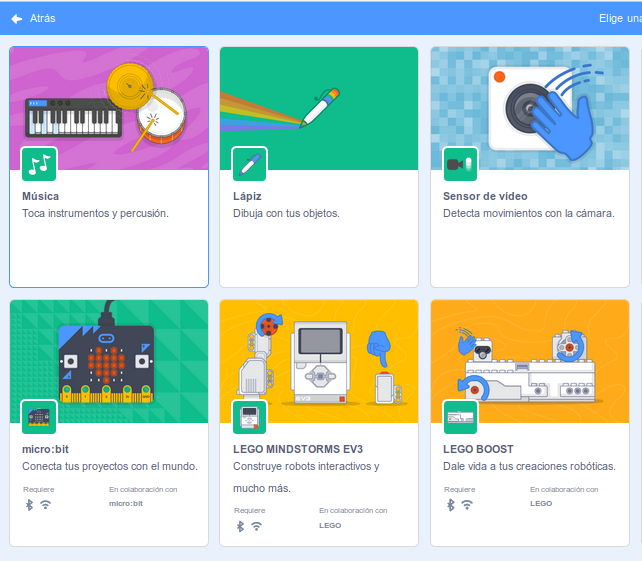 Atrás
Elige una
Música
Toca instrumentos y percusión.
Lápiz
Dibuja con tus objetos.
Sensor de vídeo
Detecta movimientos con la cámara.
micro:bit
Conecta tus proyectos con el mundo.
Requiere
En colaboración con
micro:bit
EV3
LEGO MINDSTORMS EV3
Construye robots interactivos y
mucho más.
Requiere
En colaboración con
LEGO
LEGO BOOST
Dale vida a tus creaciones robóticas.
Requiere
En colaboración con
LEGO